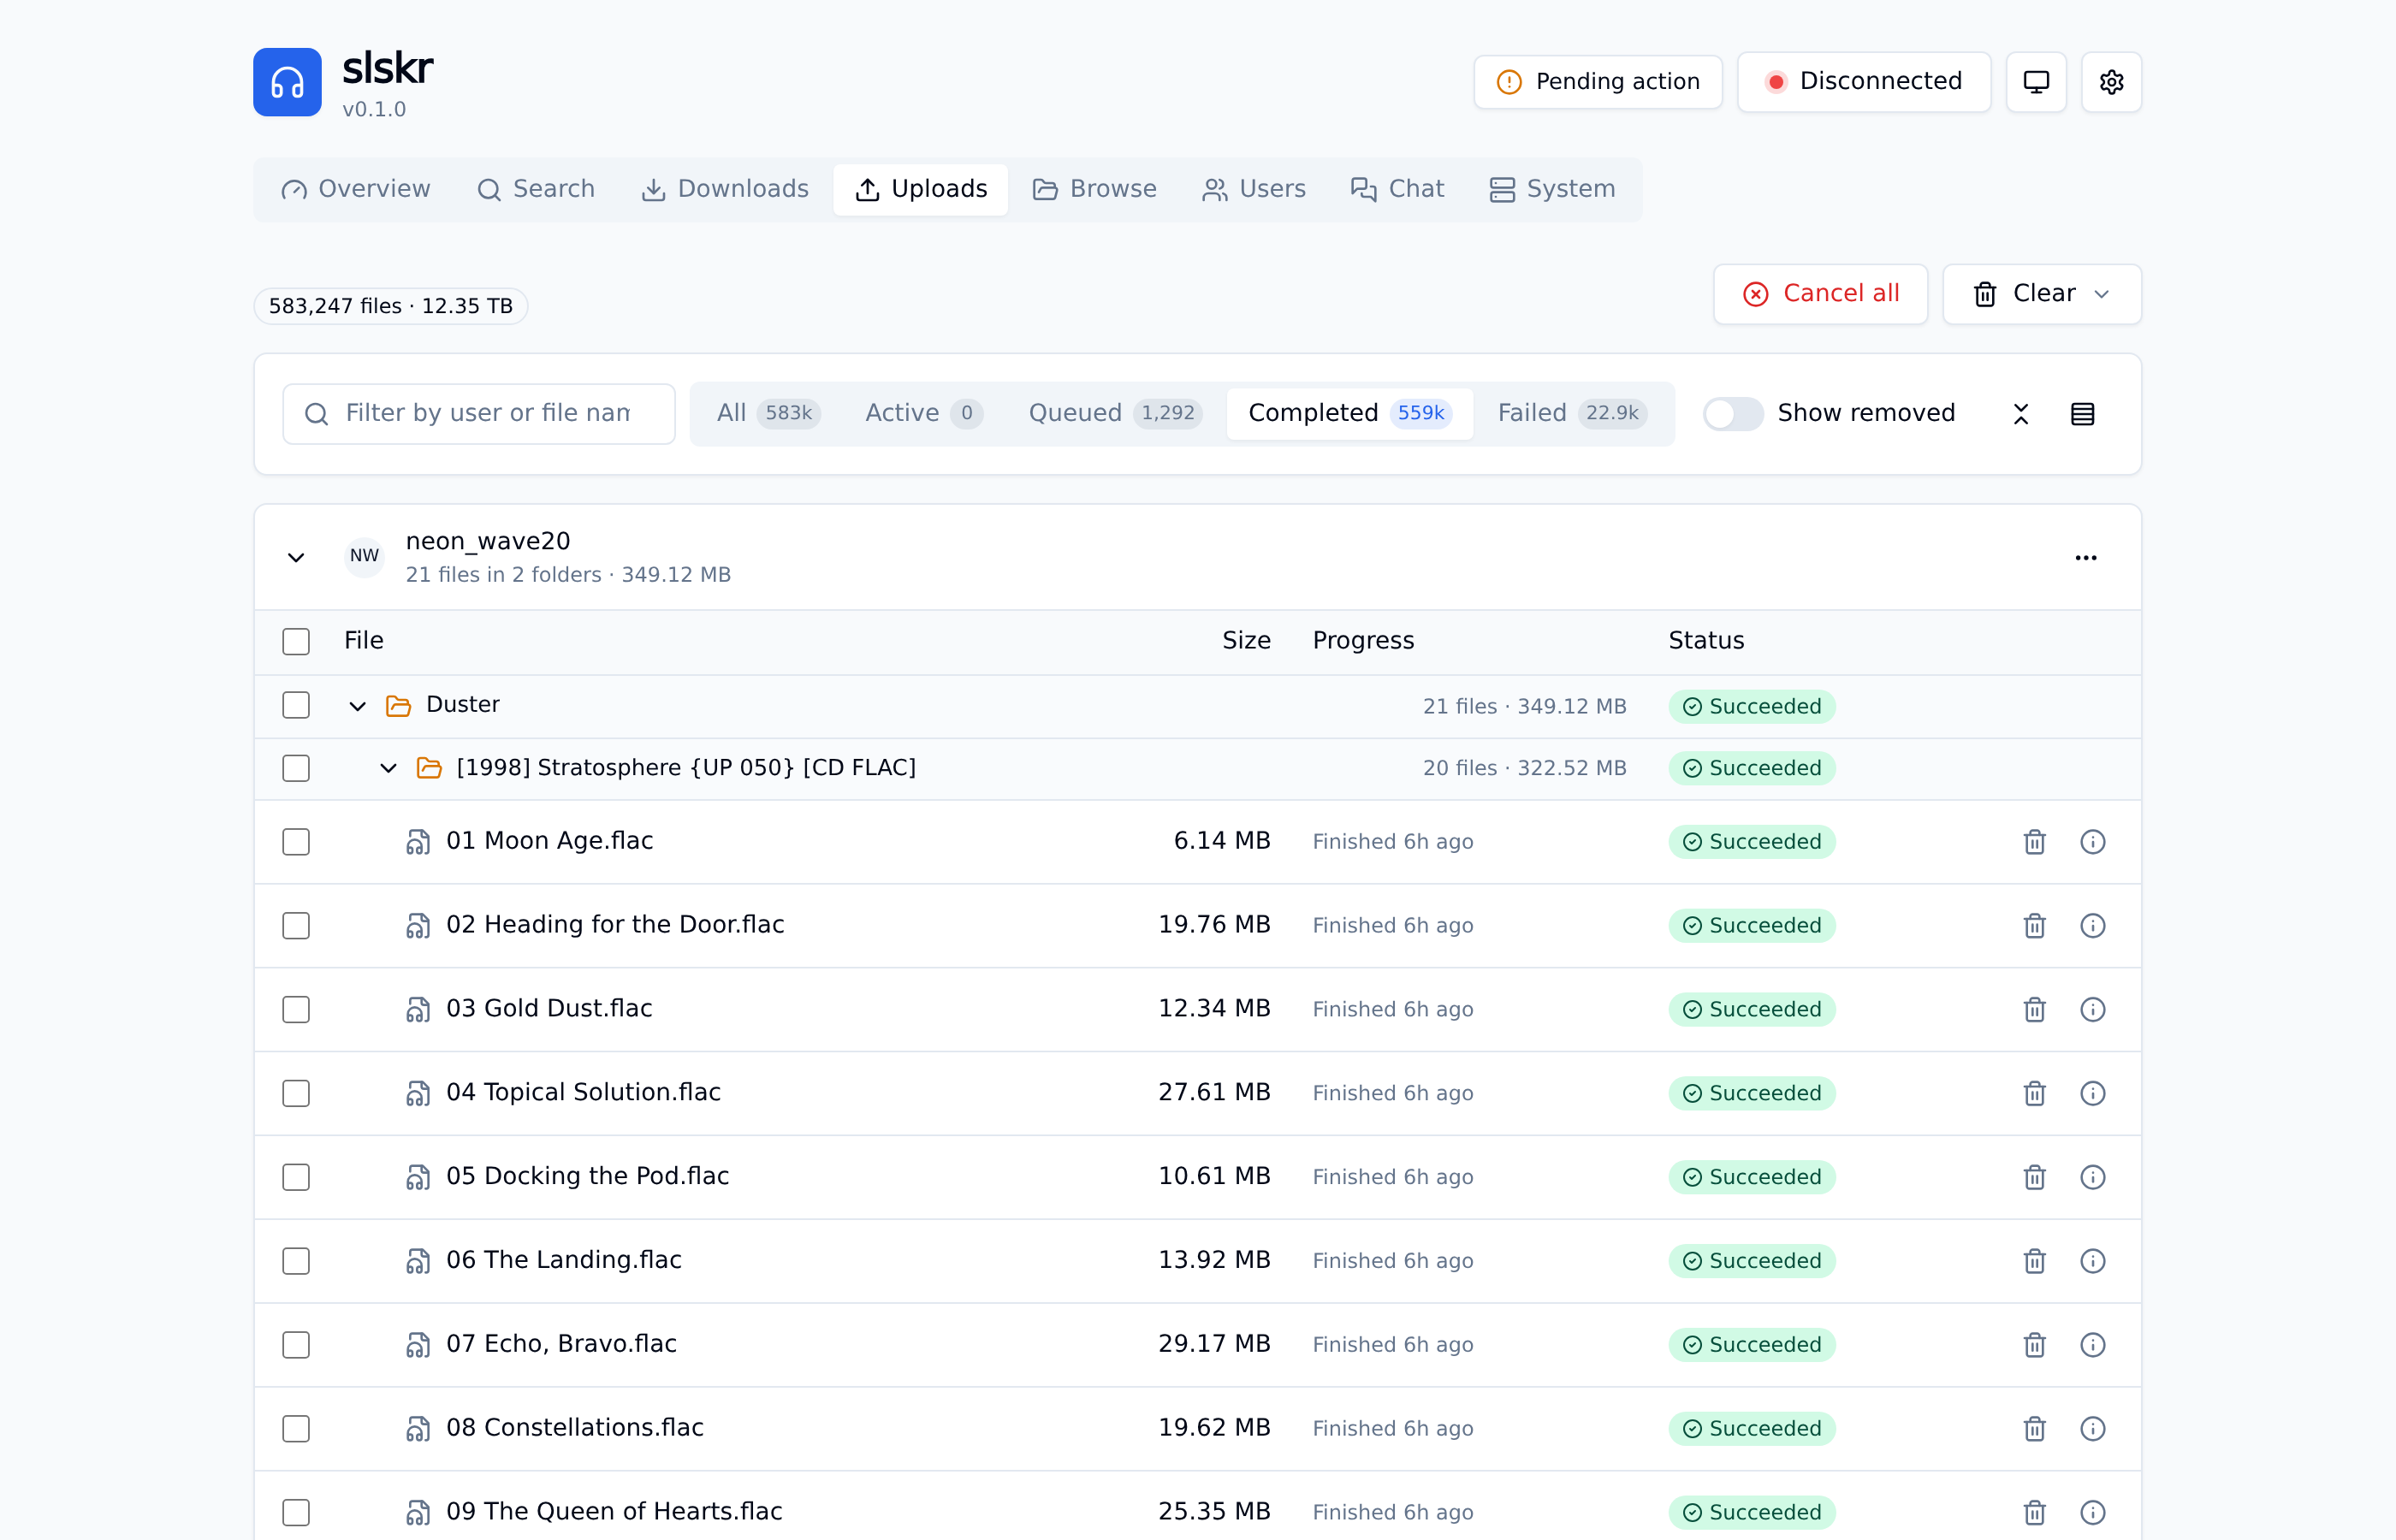 slskr
v0.1.0
Pending action
Disconnected
Overview
Search
Downloads
Uploads
Browse
Users
Chat
System
583,247 files · 12.35 TB
Cancel all
Clear
Filter by user or file nam
All 583k
Active 0
Queued 1,292
Completed 559k
Failed 22.9k
Show removed
NW
neon_wave20
21 files in 2 folders · 349.12 MB
File Size Progress Status
Duster 21 files · 349.12 MB Succeeded
[1998] Stratosphere {UP 050} [CD FLAC] 20 files · 322.52 MB Succeeded
01 Moon Age.flac 6.14 MB Finished 6h ago Succeeded
02 Heading for the Door.flac 19.76 MB Finished 6h ago Succeeded
03 Gold Dust.flac 12.34 MB Finished 6h ago Succeeded
04 Topical Solution.flac 27.61 MB Finished 6h ago Succeeded
05 Docking the Pod.flac 10.61 MB Finished 6h ago Succeeded
06 The Landing.flac 13.92 MB Finished 6h ago Succeeded
07 Echo, Bravo.flac 29.17 MB Finished 6h ago Succeeded
08 Constellations.flac 19.62 MB Finished 6h ago Succeeded
09 The Queen of Hearts.flac 25.35 MB Finished 6h ago Succeeded